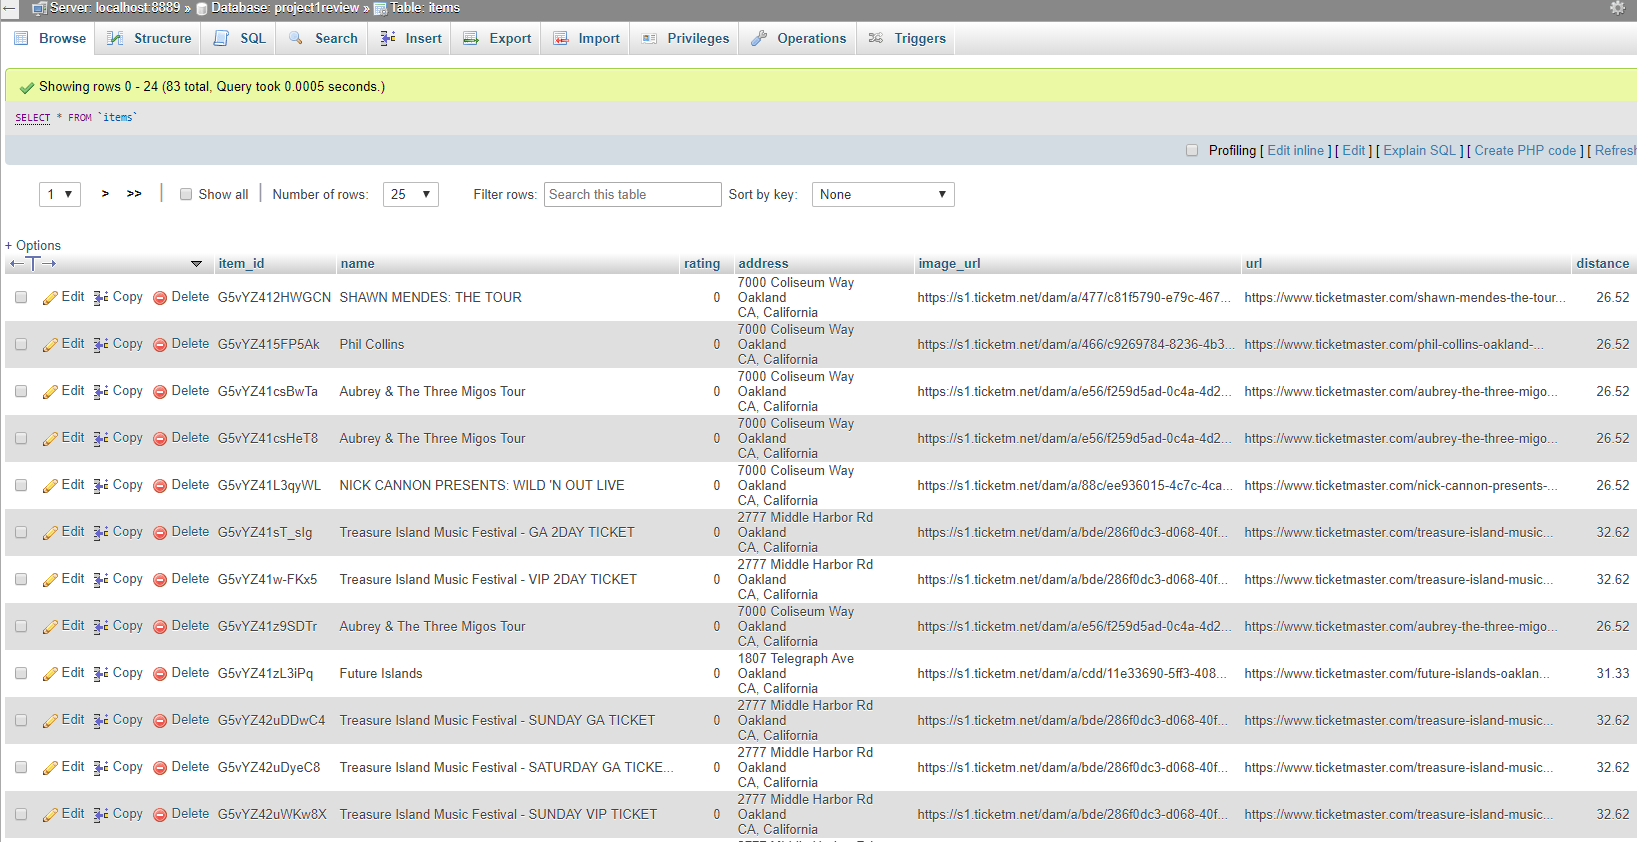 ← Server: localhost:8889 » Database: project1review » Table: items
Browse Structure SQL Search Insert Export Import Privileges Operations Triggers
Showing rows 0 - 24 (83 total, Query took 0.0005 seconds.)
SELECT * FROM `items`
Profiling [ Edit inline ] [ Edit ] [ Explain SQL ] [ Create PHP code ] [ Refresh
1 > >> Show all Number of rows: 25 Filter rows: Search this table Sort by key: None
+ Options
←T→ item_id name rating address image_url url distance
Edit Copy Delete G5vYZ412HWGCN SHAWN MENDES: THE TOUR 0 7000 Coliseum Way
Oakland
CA, California https://s1.ticketm.net/dam/a/477/c81f5790-e79c-467... https://www.ticketmaster.com/shawn-mendes-the-tour... 26.52
Edit Copy Delete G5vYZ415FP5Ak Phil Collins 0 7000 Coliseum Way
Oakland
CA, California https://s1.ticketm.net/dam/a/466/c9269784-8236-4b3... https://www.ticketmaster.com/phil-collins-oakland-... 26.52
Edit Copy Delete G5vYZ41csBwTa Aubrey & The Three Migos Tour 0 7000 Coliseum Way
Oakland
CA, California https://s1.ticketm.net/dam/a/e56/f259d5ad-0c4a-4d2... https://www.ticketmaster.com/aubrey-the-three-migo... 26.52
Edit Copy Delete G5vYZ41csHeT8 Aubrey & The Three Migos Tour 0 7000 Coliseum Way
Oakland
CA, California https://s1.ticketm.net/dam/a/e56/f259d5ad-0c4a-4d2... https://www.ticketmaster.com/aubrey-the-three-migo... 26.52
Edit Copy Delete G5vYZ41L3qyWL NICK CANNON PRESENTS: WILD 'N OUT LIVE 0 7000 Coliseum Way
Oakland
CA, California https://s1.ticketm.net/dam/a/88c/ee936015-4c7c-4ca... https://www.ticketmaster.com/nick-cannon-presents-... 26.52
Edit Copy Delete G5vYZ41sT_slg Treasure Island Music Festival - GA 2DAY TICKET 0 2777 Middle Harbor Rd
Oakland
CA, California https://s1.ticketm.net/dam/a/bde/286f0dc3-d068-40f... https://www.ticketmaster.com/treasure-island-music... 32.62
Edit Copy Delete G5vYZ41w-FKx5 Treasure Island Music Festival - VIP 2DAY TICKET 0 2777 Middle Harbor Rd
Oakland
CA, California https://s1.ticketm.net/dam/a/bde/286f0dc3-d068-40f... https://www.ticketmaster.com/treasure-island-music... 32.62
Edit Copy Delete G5vYZ41z9SDTr Aubrey & The Three Migos Tour 0 7000 Coliseum Way
Oakland
CA, California https://s1.ticketm.net/dam/a/e56/f259d5ad-0c4a-4d2... https://www.ticketmaster.com/aubrey-the-three-migo... 26.52
Edit Copy Delete G5vYZ41zL3iPq Future Islands 0 1807 Telegraph Ave
Oakland
CA, California https://s1.ticketm.net/dam/a/cdd/11e33690-5ff3-408... https://www.ticketmaster.com/future-islands-oaklan... 31.33
Edit Copy Delete G5vYZ42uDDwC4 Treasure Island Music Festival - SUNDAY GA TICKET 0 2777 Middle Harbor Rd
Oakland
CA, California https://s1.ticketm.net/dam/a/bde/286f0dc3-d068-40f... https://www.ticketmaster.com/treasure-island-music... 32.62
Edit Copy Delete G5vYZ42uDyeC8 Treasure Island Music Festival - SATURDAY GA TICKE... 0 2777 Middle Harbor Rd
Oakland
CA, California https://s1.ticketm.net/dam/a/bde/286f0dc3-d068-40f... https://www.ticketmaster.com/treasure-island-music... 32.62
Edit Copy Delete G5vYZ42uWKw8X Treasure Island Music Festival - SUNDAY VIP TICKET 0 2777 Middle Harbor Rd
Oakland
CA, California https://s1.ticketm.net/dam/a/bde/286f0dc3-d068-40f... https://www.ticketmaster.com/treasure-island-music... 32.62